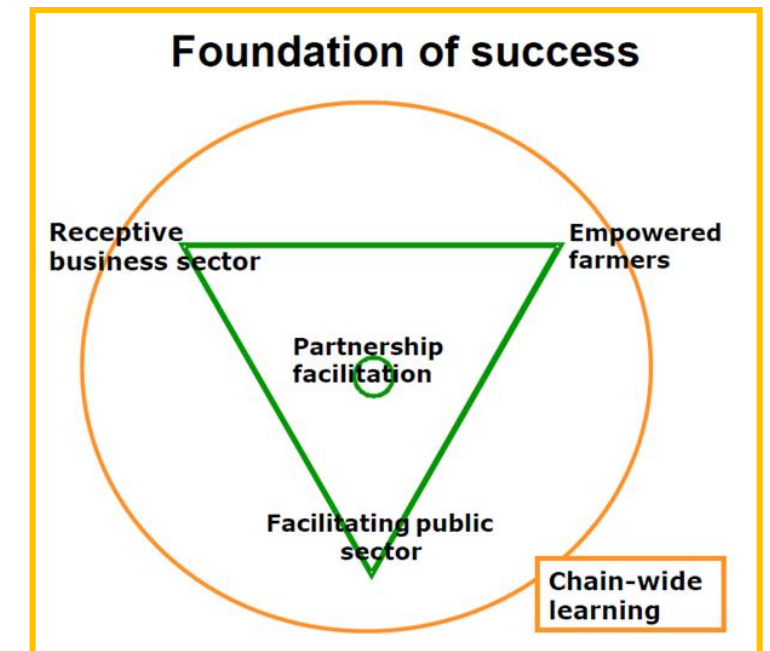 Foundation of success
Receptive
business sector
Empowered
farmers
Partnership
facilitation
Facilitating public
sector
Chain-wide
learning